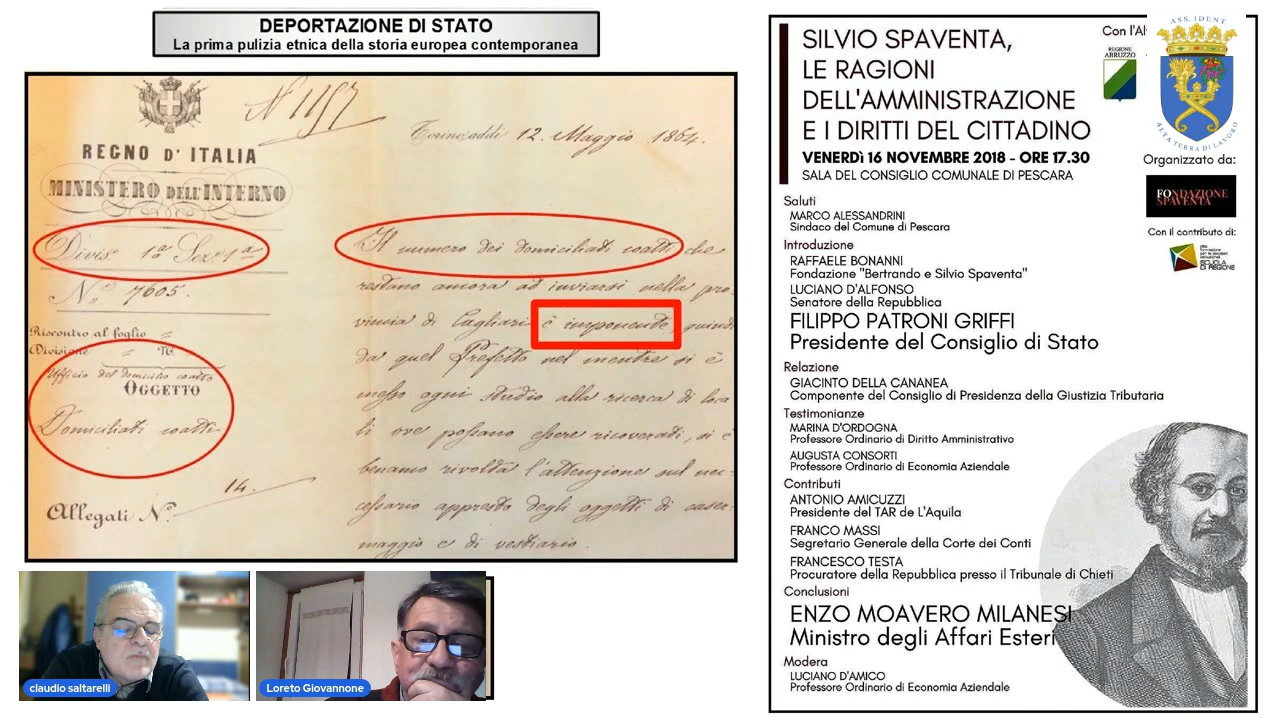 DEPORTAZIONE DI STATO
La prima pulizia etnica della storia europea contemporanea
N 1157
Torino, addì 12. Maggio 1864.
REGNO D'ITALIA
MINISTERO DELL'INTERNO
Divis.e 1a Sez.e 1a
N.o 7605.
Riscontro al foglio
Divisione N.
Ufficio del domicilio coatto
OGGETTO
Domiciliati coatti
Allegati N.o 14.
Il numero dei domiciliati coatti che
restano ancora ad inviarsi nella pro-
vincia di Cagliari è imponente, quindi
da quel Prefetto nel mentre si è
messo ogni studio alla ricerca di loca
li ove possano essere ricoverati, si è
benanco rivolta l'attenzione sul nec-
cessario appresto degli oggetti di caser-
maggio e di vestiario.
claudio saltarelli
Loreto Giovannone
SILVIO SPAVENTA,
LE RAGIONI
DELL'AMMINISTRAZIONE
E I DIRITTI DEL CITTADINO
VENERDÌ 16 NOVEMBRE 2018 - ORE 17.30
SALA DEL CONSIGLIO COMUNALE DI PESCARA
Con l'Al
REGIONE
ABRUZZO
ASS. IDENT.
ALTA TERRA DI LAVORO
Organizzato da:
FONDAZIONE
SPAVENTA
Con il contributo di:
SCUOLA
DI REGIONE
Saluti
MARCO ALESSANDRINI
Sindaco del Comune di Pescara
Introduzione
RAFFAELE BONANNI
Fondazione "Bertrando e Silvio Spaventa"
LUCIANO D'ALFONSO
Senatore della Repubblica
FILIPPO PATRONI GRIFFI
Presidente del Consiglio di Stato
Relazione
GIACINTO DELLA CANANEA
Componente del Consiglio di Presidenza della Giustizia Tributaria
Testimonianze
MARINA D'ORDOGNA
Professore Ordinario di Diritto Amministrativo
AUGUSTA CONSORTI
Professore Ordinario di Economia Aziendale
Contributi
ANTONIO AMICUZZI
Presidente del TAR de L'Aquila
FRANCO MASSI
Segretario Generale della Corte dei Conti
FRANCESCO TESTA
Procuratore della Repubblica presso il Tribunale di Chieti
Conclusioni
ENZO MOAVERO MILANESI
Ministro degli Affari Esteri
Modera
LUCIANO D'AMICO
Professore Ordinario di Economia Aziendale